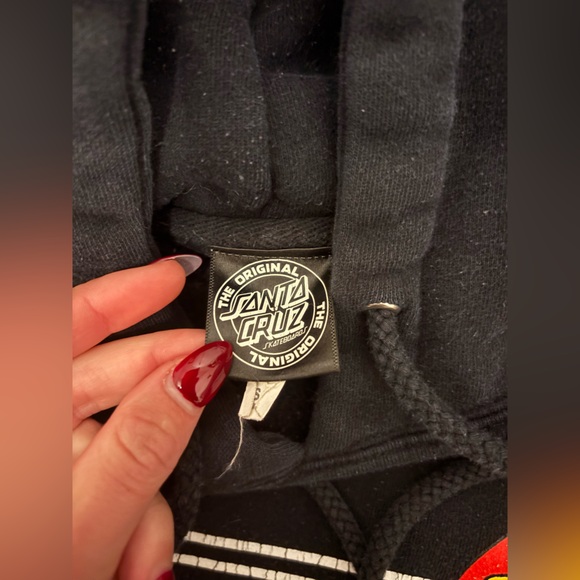 THE ORIGINAL
SANTA
CRUZ
SKATEBOARDS
THE ORIGINAL